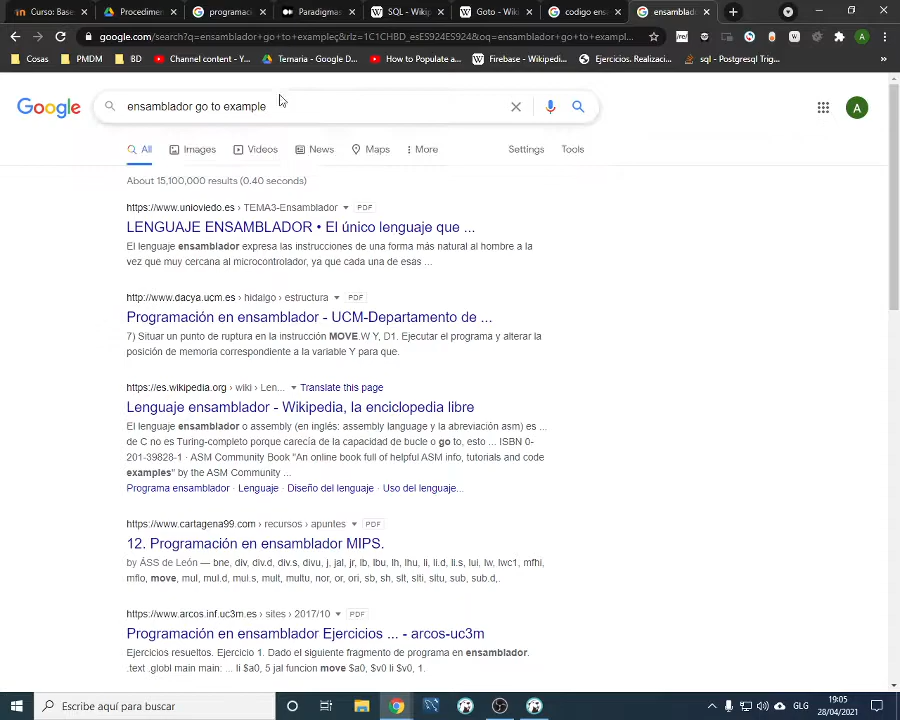 Curso: Base
Procedimen
programaci
Paradigmas
SQL - Wikip
Goto - Wikip
codigo ens
ensamblado
google.com/search?q=ensamblador+go+to+exampleç&rlz=1C1CHBD_esES924ES924&oq=ensamblador+go+to+exampl...
Cosas
PMDM
BD
Channel content - Y...
Ternaria - Google D...
How to Populate a...
Firebase - Wikipedi...
Ejercicios. Realizaci...
sql - PostgreSQL Trig...
Google
ensamblador go to example
A
All
Images
Videos
News
Maps
More
Settings
Tools
About 15,100,000 results (0.40 seconds)
https://www.unioviedo.es › TEMA3-Ensamblador PDF
LENGUAJE ENSAMBLADOR • El único lenguaje que ...
El lenguaje ensamblador expresa las instrucciones de una forma más natural al hombre a la
vez que muy cercana al microcontrolador, ya que cada una de esas ...
http://www.dacya.ucm.es › hidalgo › estructura PDF
Programación en ensamblador - UCM-Departamento de ...
7) Situar un punto de ruptura en la instrucción MOVE.W Y, D1. Ejecutar el programa y alterar la
posición de memoria correspondiente a la variable Y para que.
https://es.wikipedia.org › wiki › Len... Translate this page
Lenguaje ensamblador - Wikipedia, la enciclopedia libre
El lenguaje ensamblador o assembly (en inglés: assembly language y la abreviación asm) es ...
de C no es Turing-completo porque carecía de la capacidad de bucle o go to, esto ... ISBN 0-
201-39828-1 · ASM Community Book "An online book full of helpful ASM info, tutorials and code
examples" by the ASM Community ...
Programa ensamblador · Lenguaje · Diseño del lenguaje · Uso del lenguaje...
https://www.cartagena99.com › recursos › apuntes PDF
12. Programación en ensamblador MIPS.
by ÁSS de León — bne, div, div.d, div.s, divu, j, jal, jr, lb, lbu, lh, lhu, li, li.d, li.s, lui, lw, lwc1, mfhi,
mflo, move, mul, mul.d, mul.s, mult, multu, nor, or, ori, sb, sh, slt, slti, sltu, sub, sub.d,.
https://www.arcos.inf.uc3m.es › sites › 2017/10 PDF
Programación en ensamblador Ejercicios ... - arcos-uc3m
Ejercicios resueltos. Ejercicio 1. Dado el siguiente fragmento de programa en ensamblador.
.text .globl main main: ... li $a0, 5 jal funcion move $a0, $v0 li $v0, 1.
Escribe aquí para buscar
GLG
19:05
28/04/2021